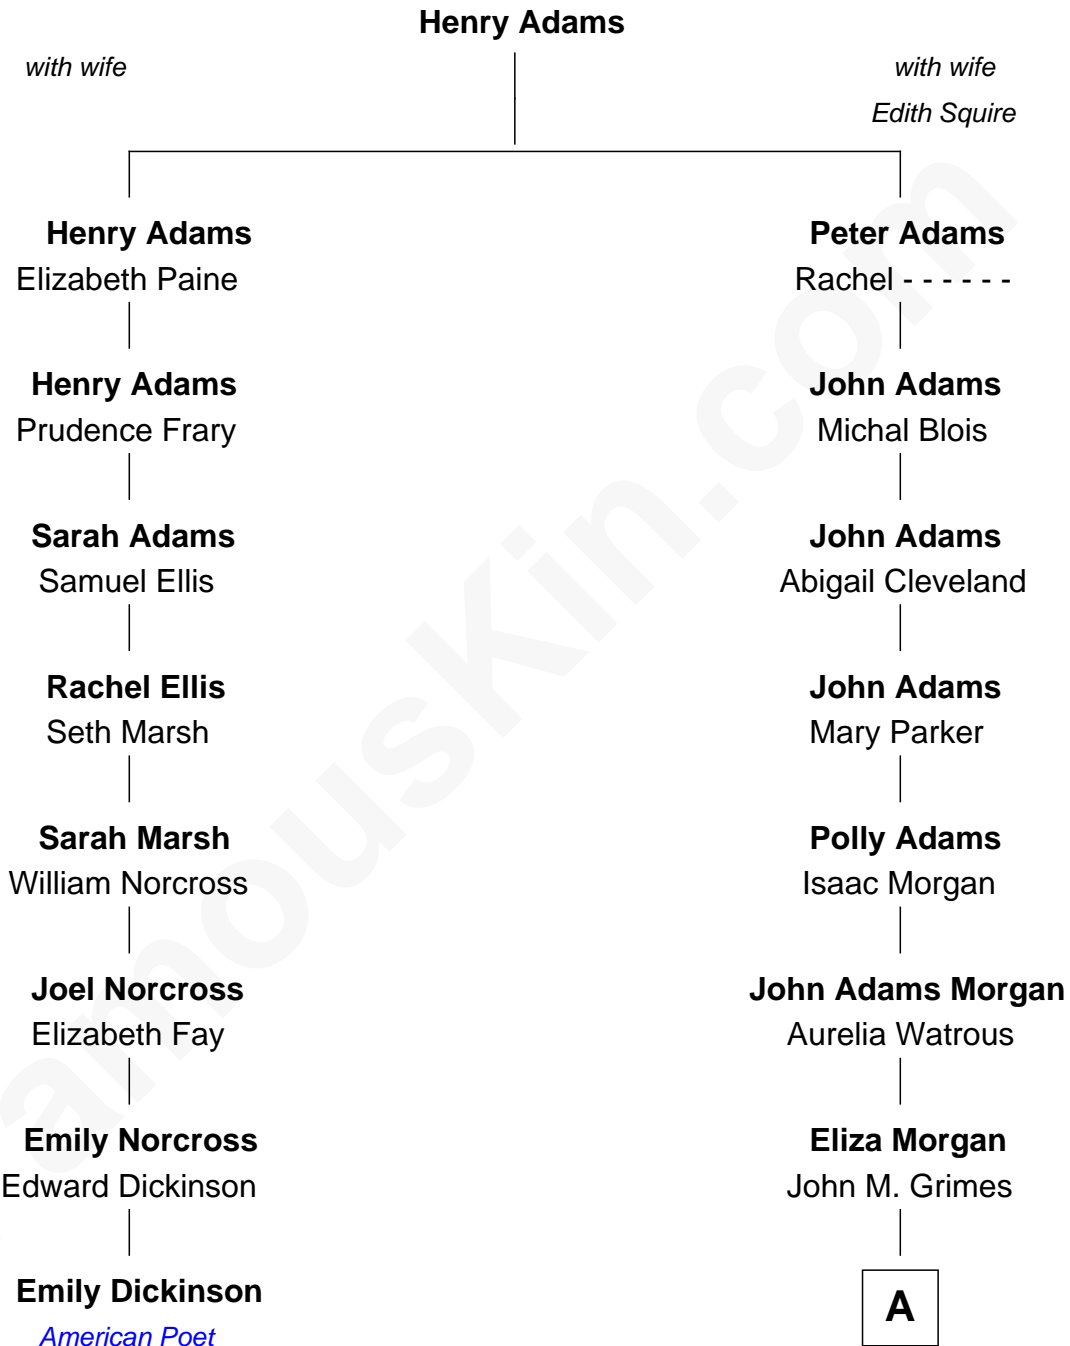 Henry Adams
with wife
with wife
Edith Squire
Henry Adams
Elizabeth Paine
Peter Adams
Rachel - - - - - -
Henry Adams
Prudence Frary
John Adams
Michal Blois
Sarah Adams
Samuel Ellis
John Adams
Abigail Cleveland
Rachel Ellis
Seth Marsh
John Adams
Mary Parker
Sarah Marsh
William Norcross
Polly Adams
Isaac Morgan
Joel Norcross
Elizabeth Fay
John Adams Morgan
Aurelia Watrous
Emily Norcross
Edward Dickinson
Eliza Morgan
John M. Grimes
Emily Dickinson
American Poet
A
amouskin.com